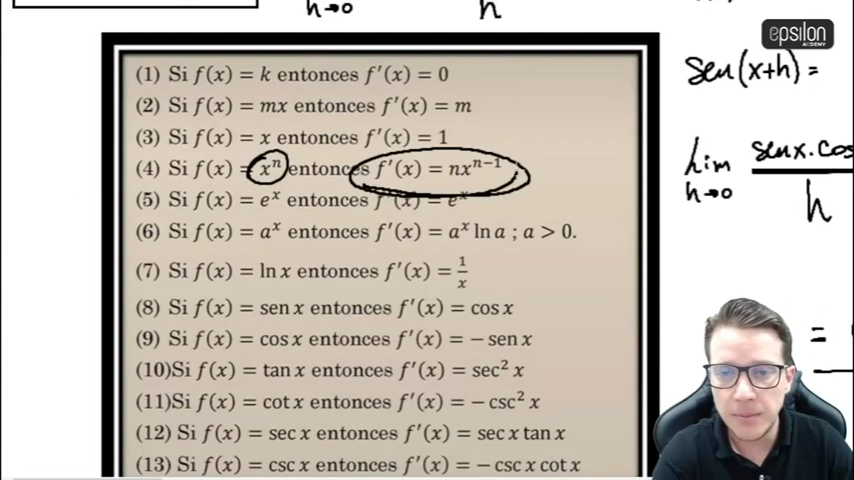 h→0
h
epsilon
ACADEMY
(1) Si f(x) = k entonces f'(x) = 0
(2) Si f(x) = mx entonces f'(x) = m
(3) Si f(x) = x entonces f'(x) = 1
(4) Si f(x) = xⁿ entonces f'(x) = nxⁿ⁻¹
(5) Si f(x) = eˣ entonces f'(x) = eˣ
(6) Si f(x) = aˣ entonces f'(x) = aˣ ln a ; a > 0.
(7) Si f(x) = ln x entonces f'(x) = 1/x
(8) Si f(x) = sen x entonces f'(x) = cos x
(9) Si f(x) = cos x entonces f'(x) = − sen x
(10)Si f(x) = tan x entonces f'(x) = sec² x
(11)Si f(x) = cot x entonces f'(x) = − csc² x
(12) Si f(x) = sec x entonces f'(x) = sec x tan x
(13) Si f(x) = csc x entonces f'(x) = − csc x cot x
sen(x+h) =
lim
h→0
senx.cos
h
=